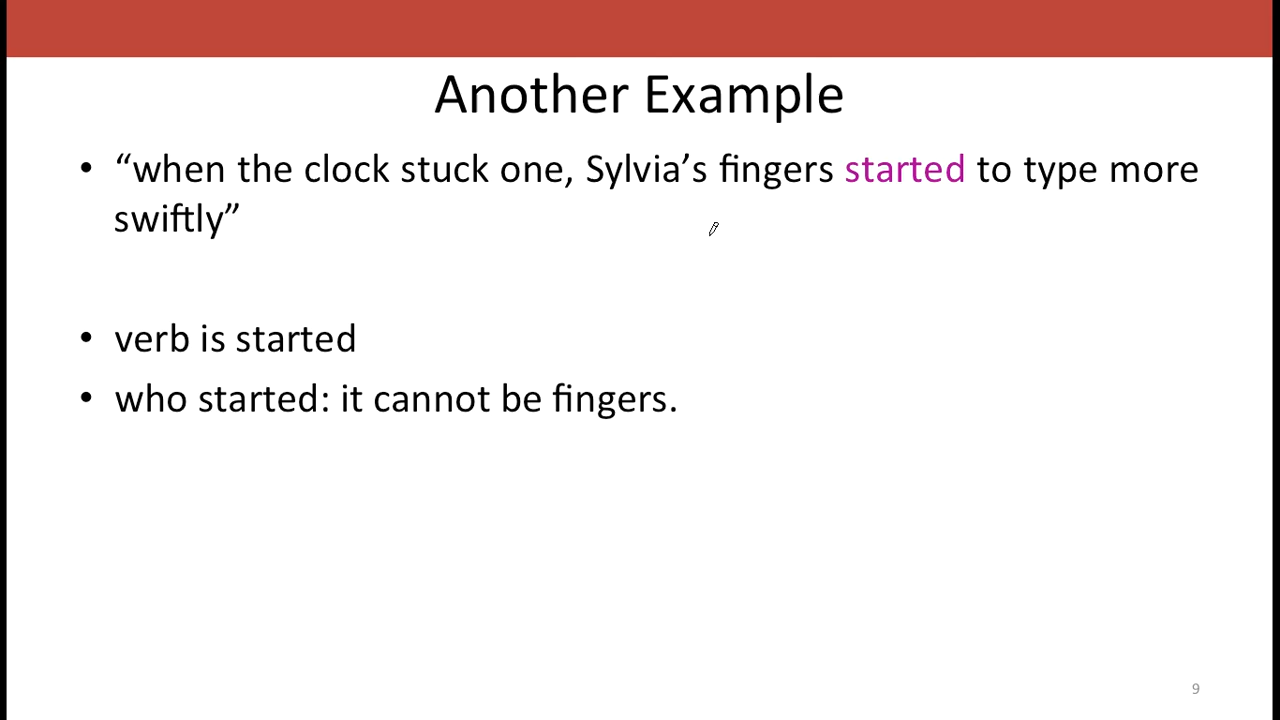 Another Example
• “when the clock stuck one, Sylvia’s fingers started to type more
swiftly”
• verb is started
• who started: it cannot be fingers.
9